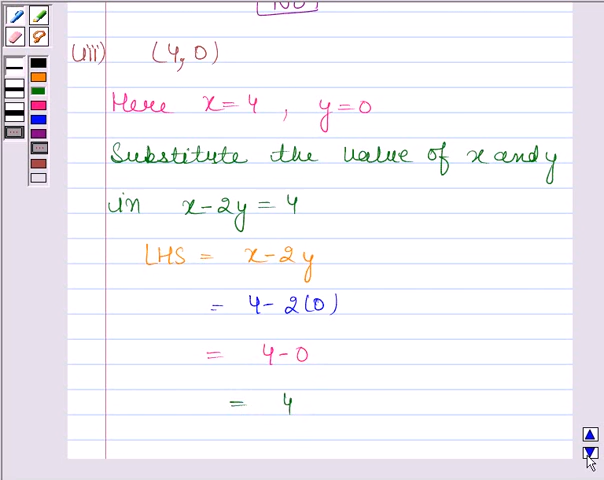 No
(iii) (4,0)
Here x=4 , y=0
Substitute the value of x and y
in x-2y = 4
LHS = x-2y
= 4-2(0)
= 4-0
= 4